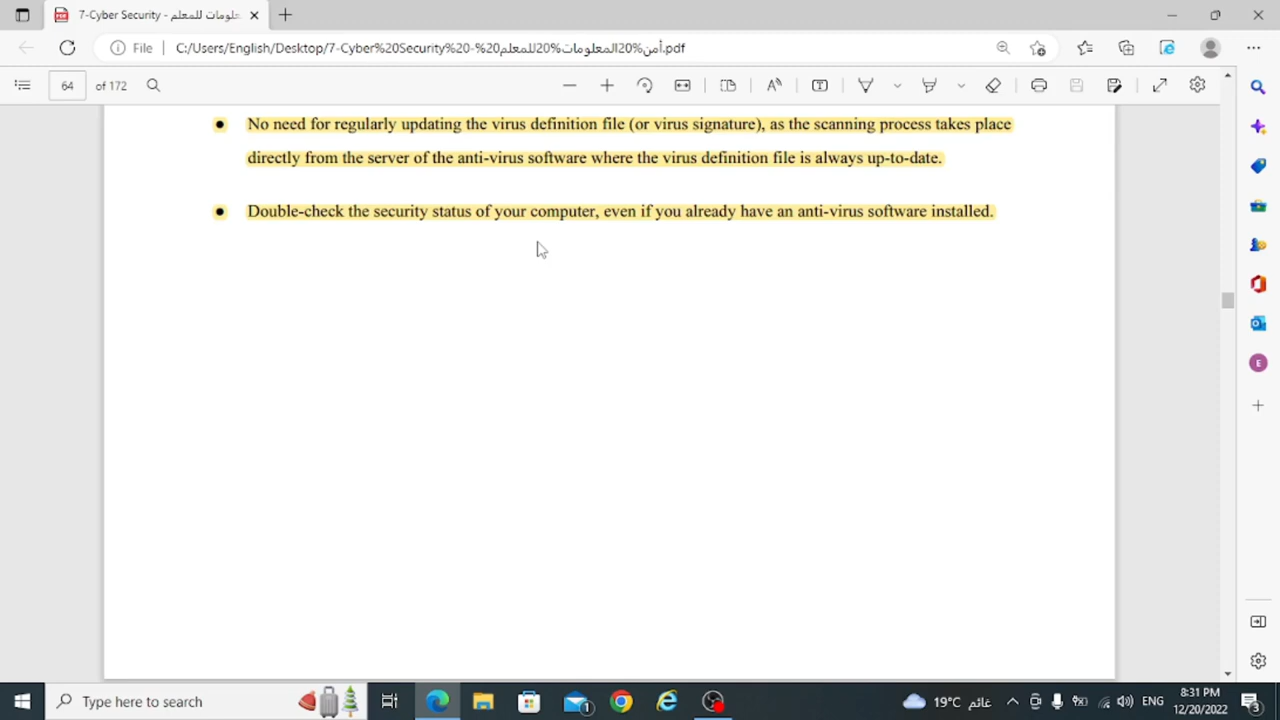 7-Cyber Security - علومات للمعلم
File
C:/Users/English/Desktop/7-Cyber%20Security%20-%20أمن%20المعلومات%20للمعلم.pdf
64 of 172
• No need for regularly updating the virus definition file (or virus signature), as the scanning process takes place
directly from the server of the anti-virus software where the virus definition file is always up-to-date.
• Double-check the security status of your computer, even if you already have an anti-virus software installed.
E
Type here to search
1
19°C غائم
ENG
8:31 PM
12/20/2022
3